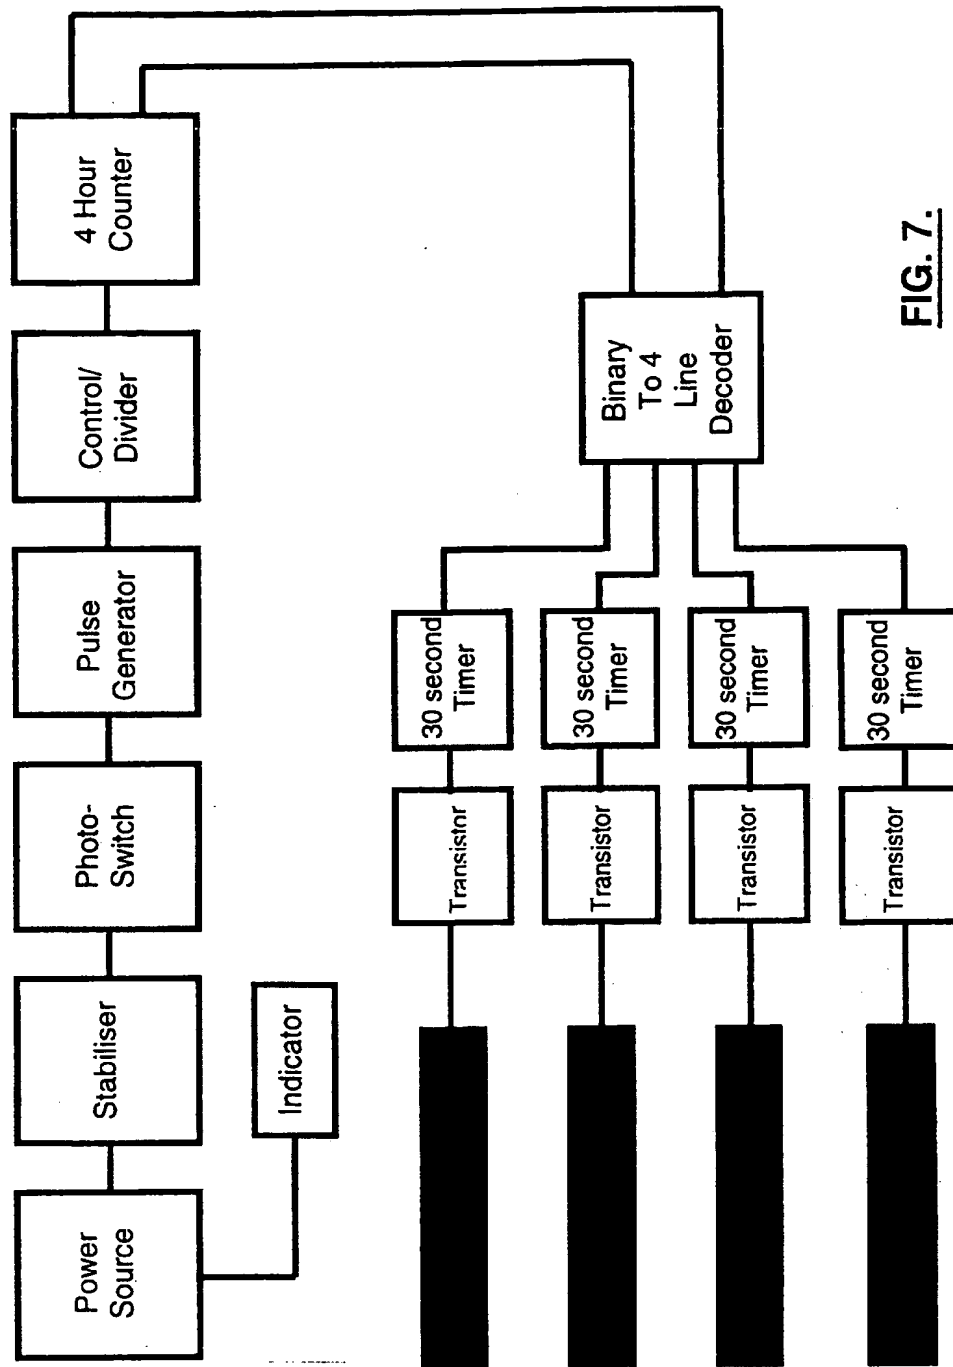 Power
Source
Stabiliser
Photo-
Switch
Pulse
Generator
Control/
Divider
4 Hour
Counter
Indicator
Binary
To 4
Line
Decoder
30 second
Timer
Transistor
30 second
Timer
Transistor
30 second
Timer
Transistor
30 second
Timer
Transistor
FIG. 7.